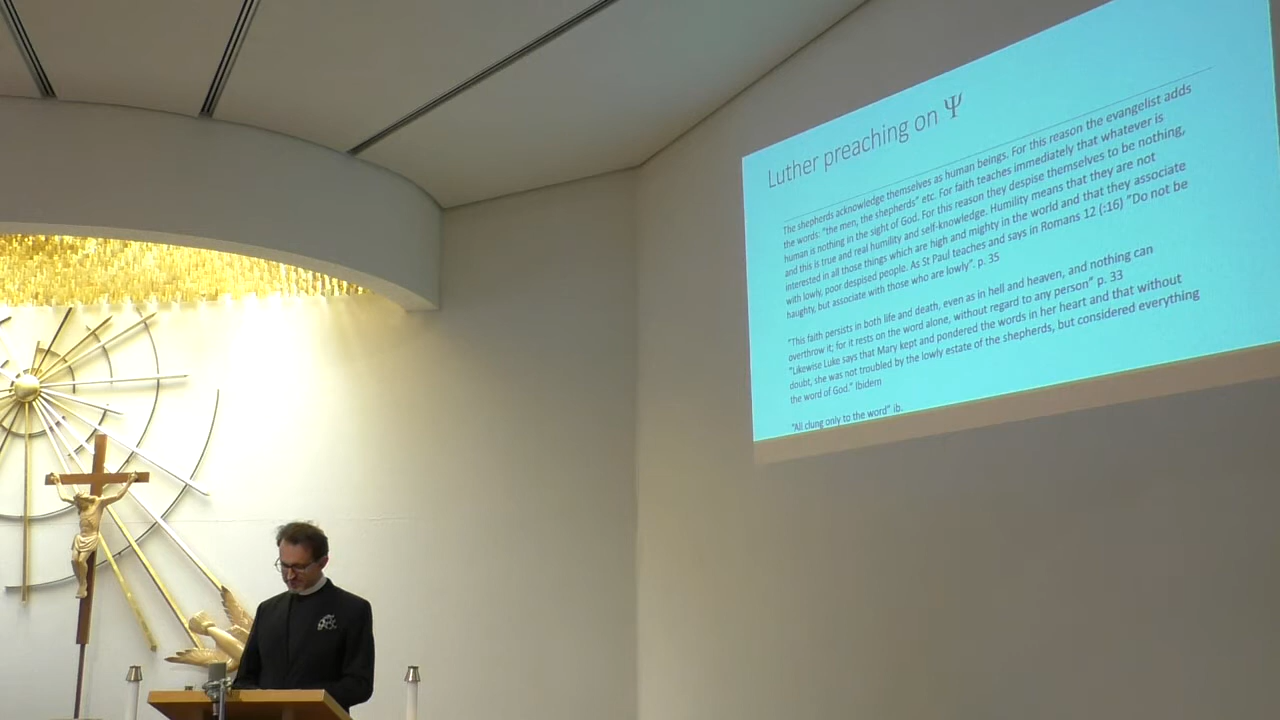 Luther preaching on Ψ
The shepherds acknowledge themselves as human beings. For this reason the evangelist adds
the words: "the men, the shepherds" etc. For faith teaches immediately that whatever is
human is nothing in the sight of God. For this reason they despise themselves to be nothing,
and this is true and real humility and self-knowledge. Humility means that they are not
interested in all those things which are high and mighty in the world and that they associate
with lowly, poor despised people. As St Paul teaches and says in Romans 12 (:16) "Do not be
haughty, but associate with those who are lowly". p. 35
"This faith persists in both life and death, even as in hell and heaven, and nothing can
overthrow it; for it rests on the word alone, without regard to any person" p. 33
"Likewise Luke says that Mary kept and pondered the words in her heart and that without
doubt, she was not troubled by the lowly estate of the shepherds, but considered everything
the word of God." Ibidem
"All clung only to the word" ib.